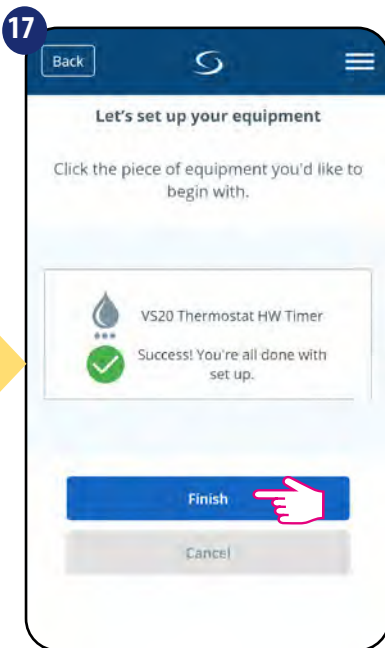 17
Back
Let's set up your equipment
Click the piece of equipment you'd like to
begin with.
VS20 Thermostat HW Timer
Success! You're all done with
set up.
Finish
Cancel